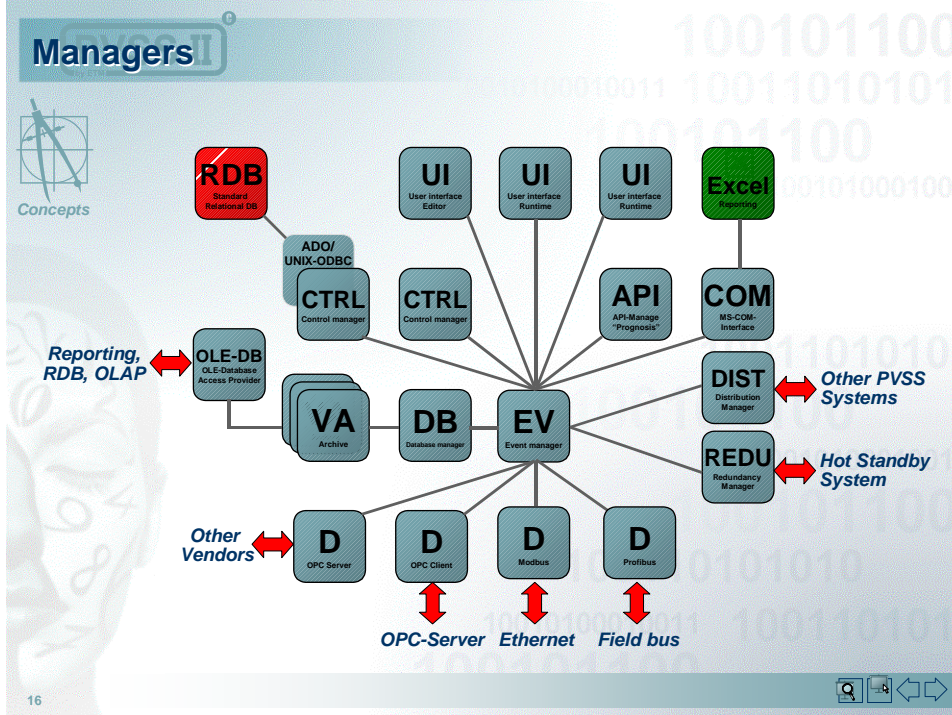 Managers
PVSS II
Concepts
RDB
Standard
Relational DB
UI
User interface
Editor
UI
User interface
Runtime
UI
User interface
Runtime
Excel
Reporting
ADO/
UNIX-ODBC
CTRL
Control manager
CTRL
Control manager
API
API-Manage
"Prognosis"
COM
MS-COM-
Interface
Reporting,
RDB, OLAP
OLE-DB
OLE-Database
Access Provider
VA
Archive
DB
Database manager
EV
Event manager
DIST
Distribution
Manager
Other PVSS
Systems
REDU
Redundancy
Manager
Hot Standby
System
Other
Vendors
D
OPC Server
D
OPC Client
D
Modbus
D
Profibus
OPC-Server
Ethernet
Field bus
16